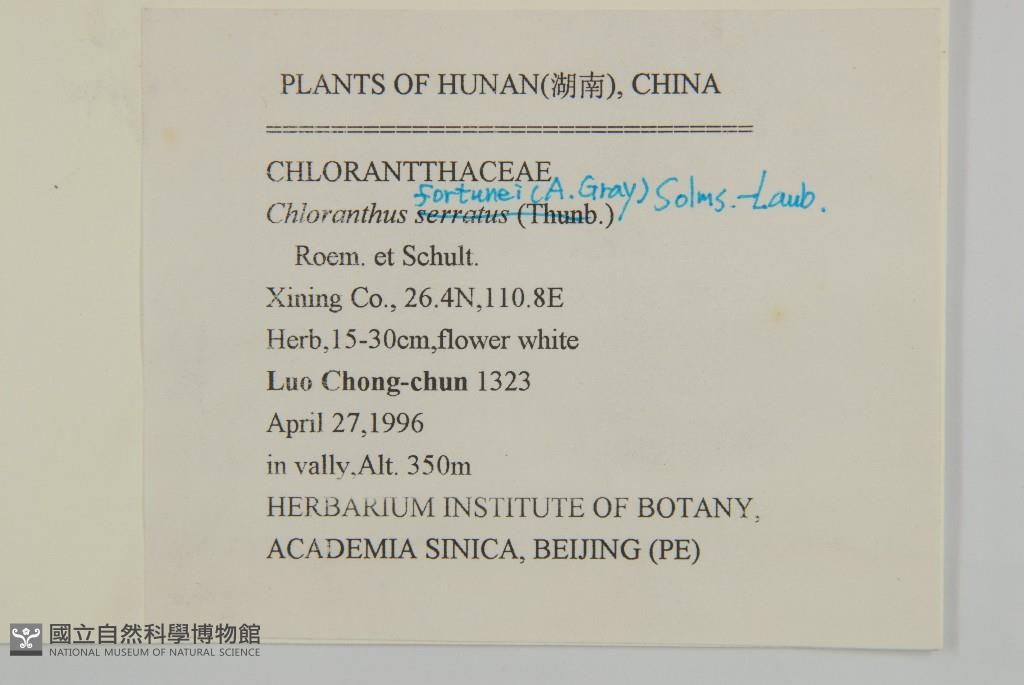 PLANTS OF HUNAN(湖南), CHINA
==============================
CHLORANTTHACEAE
fortunei (A. Gray) Solms.-Laub.
Chloranthus serratus (Thunb.)
Roem. et Schult.
Xining Co., 26.4N,110.8E
Herb,15-30cm,flower white
Luo Chong-chun 1323
April 27,1996
in vally,Alt. 350m
HERBARIUM INSTITUTE OF BOTANY,
ACADEMIA SINICA, BEIJING (PE)
國立自然科學博物館
NATIONAL MUSEUM OF NATURAL SCIENCE